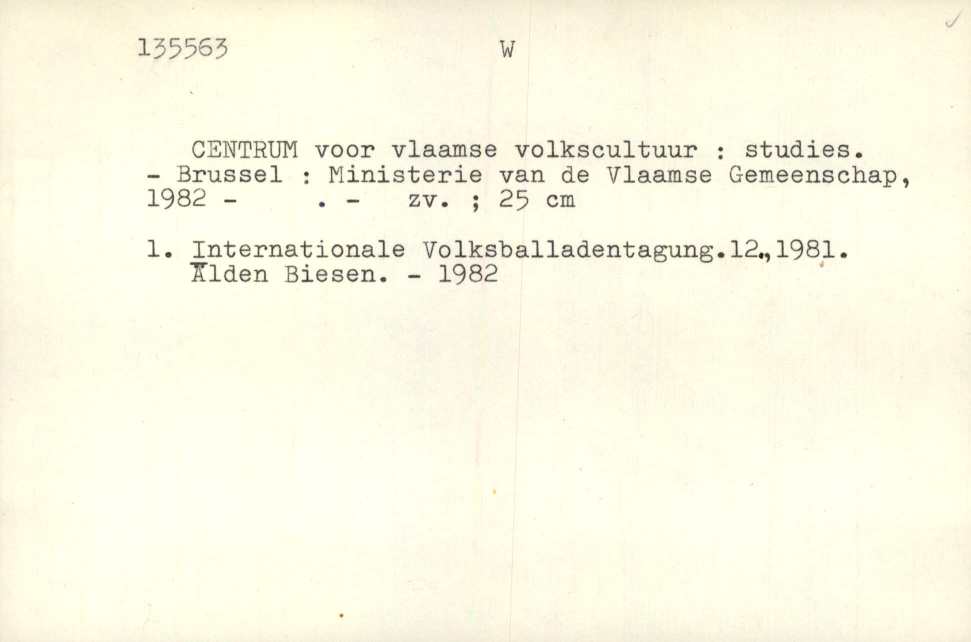 135563 W
CENTRUM voor vlaamse volkscultuur : studies.
- Brussel : Ministerie van de Vlaamse Gemeenschap,
1982 -     . -   zv. ; 25 cm
1. Internationale Volksballadentagung.12.,1981.
Alden Biesen. - 1982